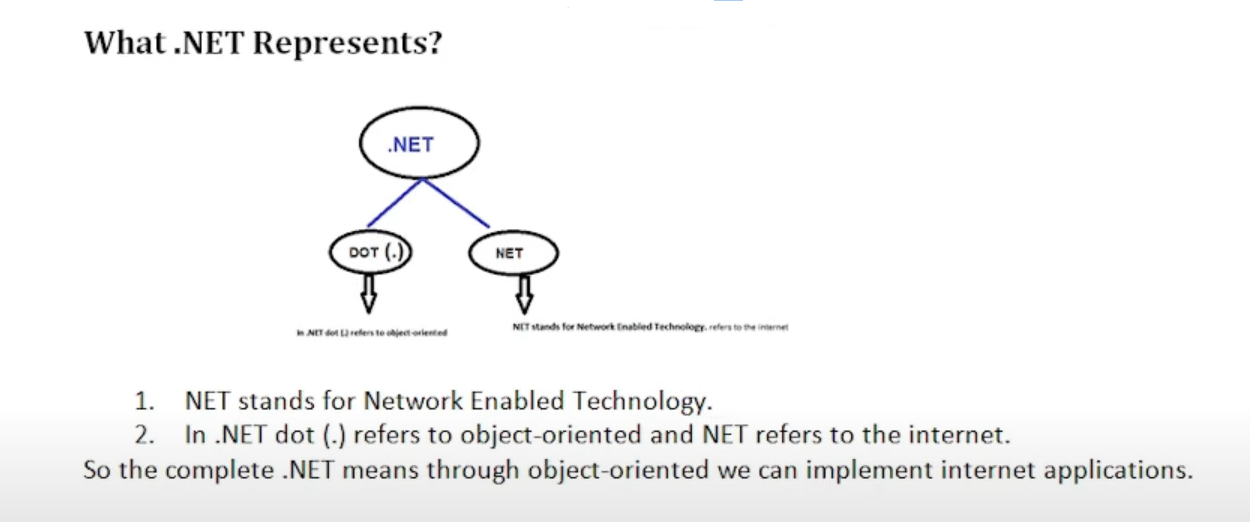 What .NET Represents?
.NET
DOT (.)
NET
In .NET dot (.) refers to object-oriented
NET stands for Network Enabled Technology. refers to the internet
1. NET stands for Network Enabled Technology.
2. In .NET dot (.) refers to object-oriented and NET refers to the internet.
So the complete .NET means through object-oriented we can implement internet applications.